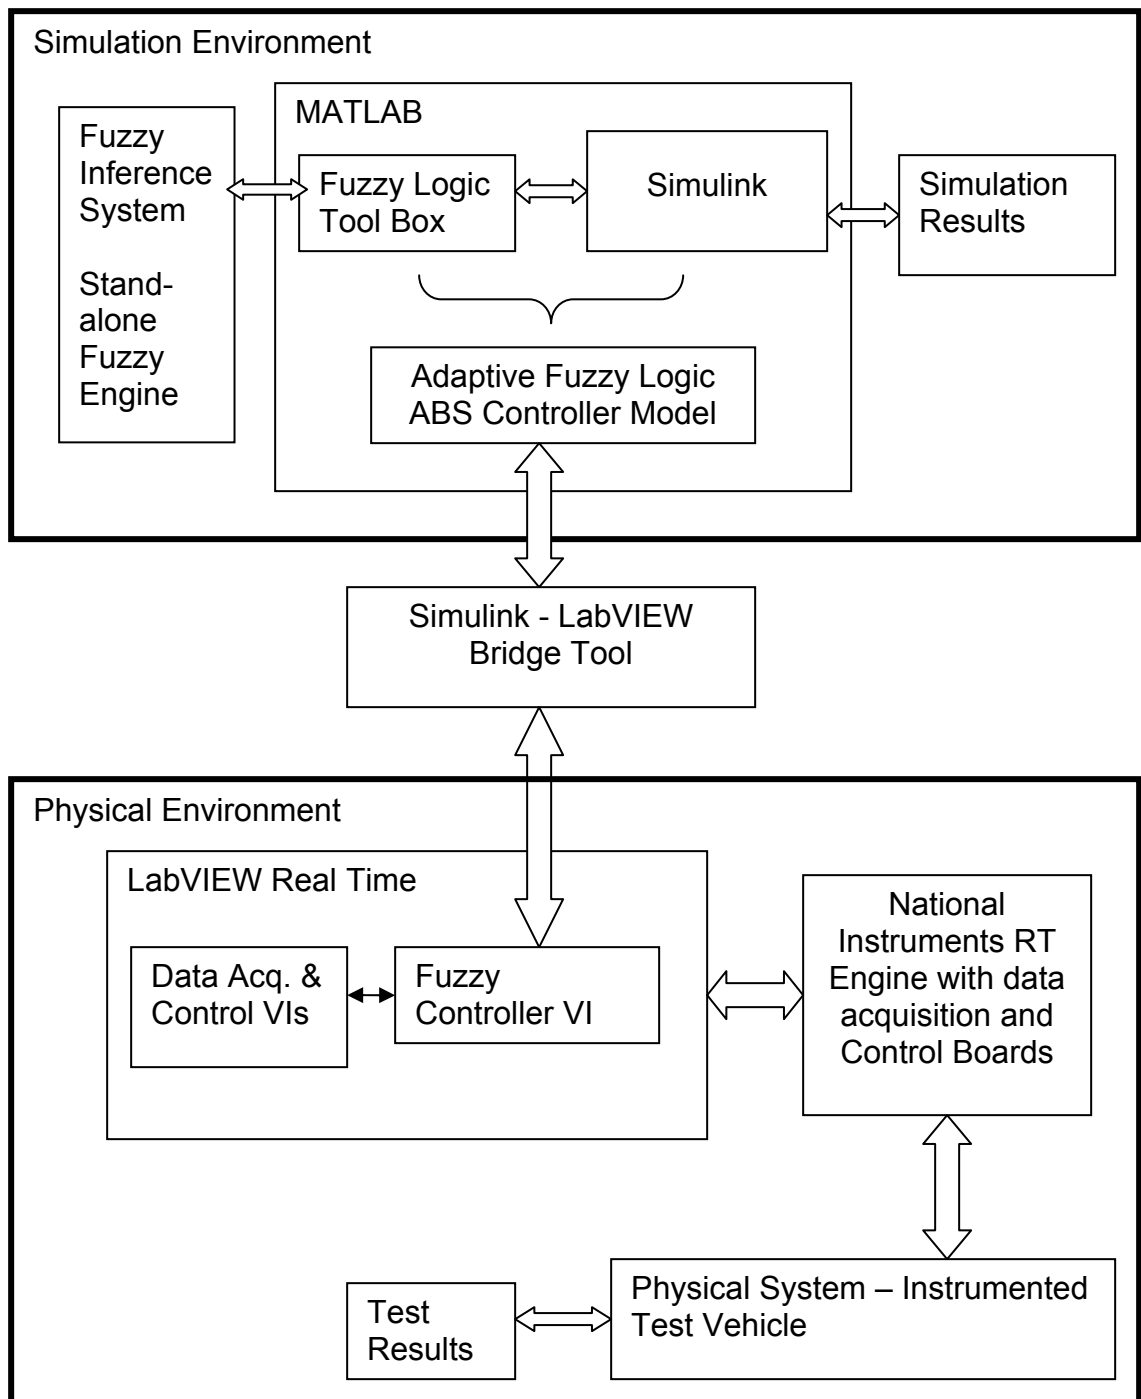 Simulation Environment
MATLAB
Fuzzy
Inference
System
Stand-
alone
Fuzzy
Engine
Fuzzy Logic
Tool Box
Simulink
Simulation
Results
Adaptive Fuzzy Logic
ABS Controller Model
Simulink - LabVIEW
Bridge Tool
Physical Environment
LabVIEW Real Time
Data Acq. &
Control VIs
Fuzzy
Controller VI
National
Instruments RT
Engine with data
acquisition and
Control Boards
Physical System – Instrumented
Test Vehicle
Test
Results